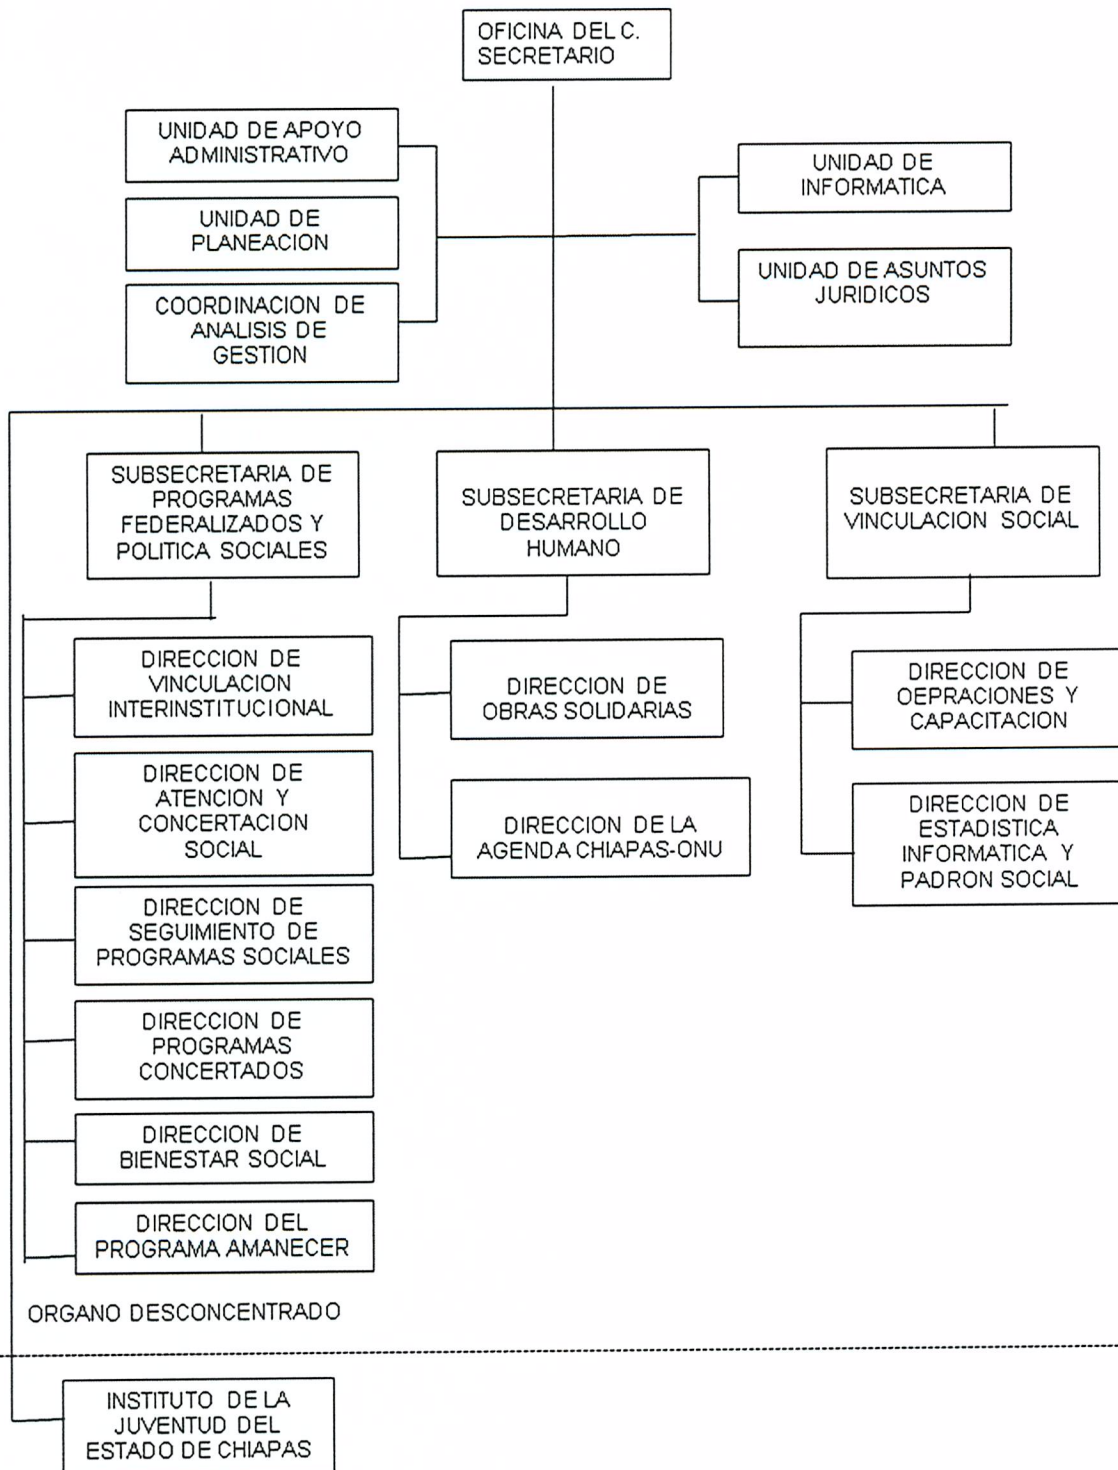 OFICINA DEL C.
SECRETARIO
UNIDAD DE APOYO
ADMINISTRATIVO
UNIDAD DE
PLANEACION
COORDINACION DE
ANALISIS DE
GESTION
UNIDAD DE
INFORMATICA
UNIDAD DE ASUNTOS
JURIDICOS
SUBSECRETARIA DE
PROGRAMAS
FEDERALIZADOS Y
POLITICA SOCIALES
SUBSECRETARIA DE
DESARROLLO
HUMANO
SUBSECRETARIA DE
VINCULACION SOCIAL
DIRECCION DE
VINCULACION
INTERINSTITUCIONAL
DIRECCION DE
ATENCION Y
CONCERTACION
SOCIAL
DIRECCION DE
SEGUIMIENTO DE
PROGRAMAS SOCIALES
DIRECCION DE
PROGRAMAS
CONCERTADOS
DIRECCION DE
BIENESTAR SOCIAL
DIRECCION DEL
PROGRAMA AMANECER
DIRECCION DE
OBRAS SOLIDARIAS
DIRECCION DE LA
AGENDA CHIAPAS-ONU
DIRECCION DE
OEPRACIONES Y
CAPACITACION
DIRECCION DE
ESTADISTICA
INFORMATICA Y
PADRON SOCIAL
ORGANO DESCONCENTRADO
INSTITUTO DE LA
JUVENTUD DEL
ESTADO DE CHIAPAS